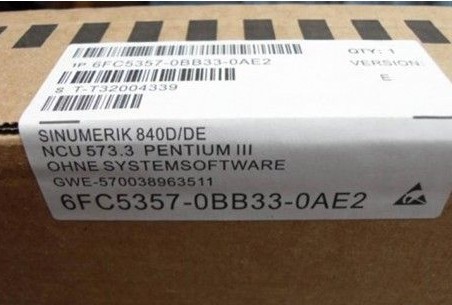 1P 6FC5357-0BB33-0AE2
QTY: 1
VERSION:
E
S T-T32004339
SINUMERIK 840D/DE
NCU 573.3 PENTIUM III
OHNE SYSTEMSOFTWARE
GWE-570038963511
6FC5357-0BB33-0AE2